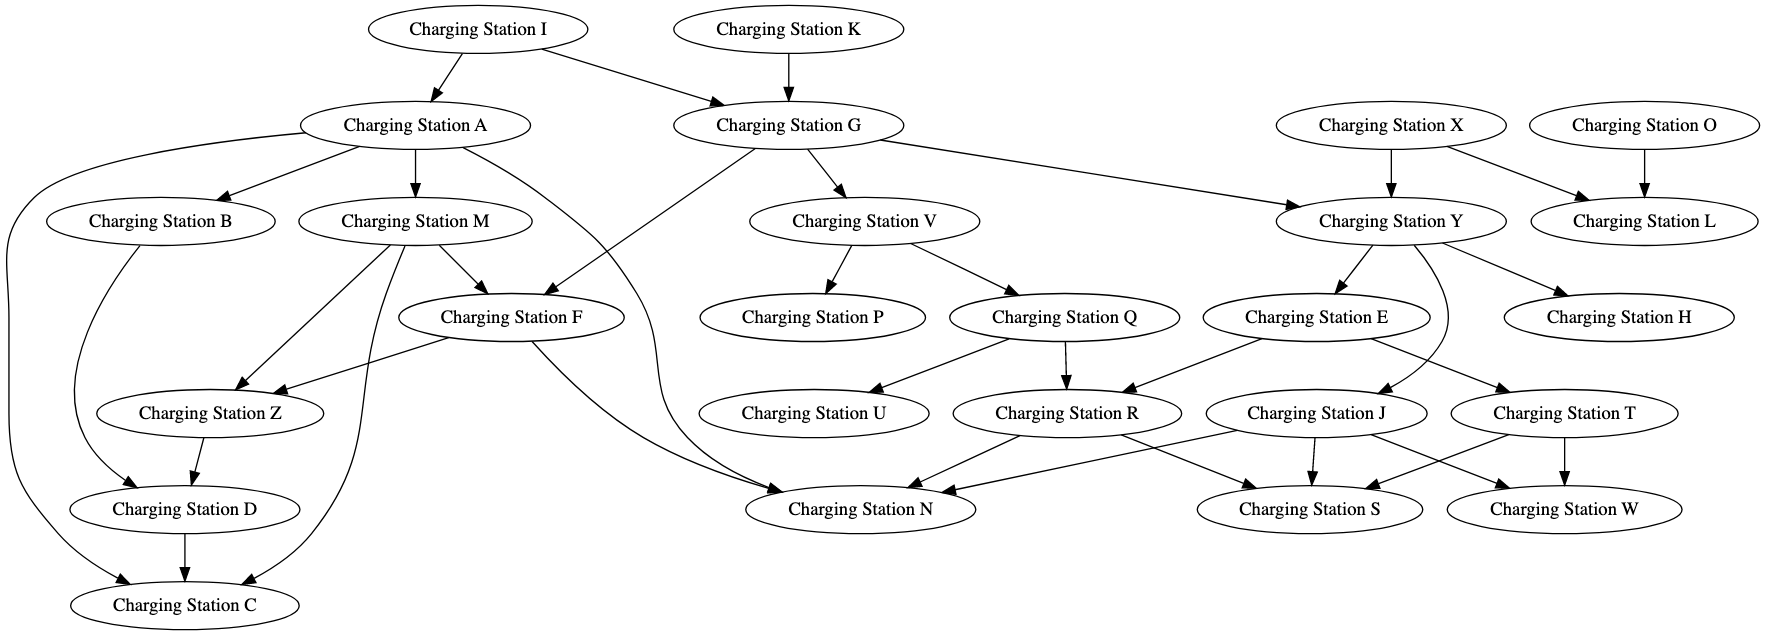 Charging Station I
Charging Station K
Charging Station A
Charging Station G
Charging Station X
Charging Station O
Charging Station B
Charging Station M
Charging Station V
Charging Station Y
Charging Station L
Charging Station F
Charging Station P
Charging Station Q
Charging Station E
Charging Station H
Charging Station Z
Charging Station U
Charging Station R
Charging Station J
Charging Station T
Charging Station D
Charging Station N
Charging Station S
Charging Station W
Charging Station C